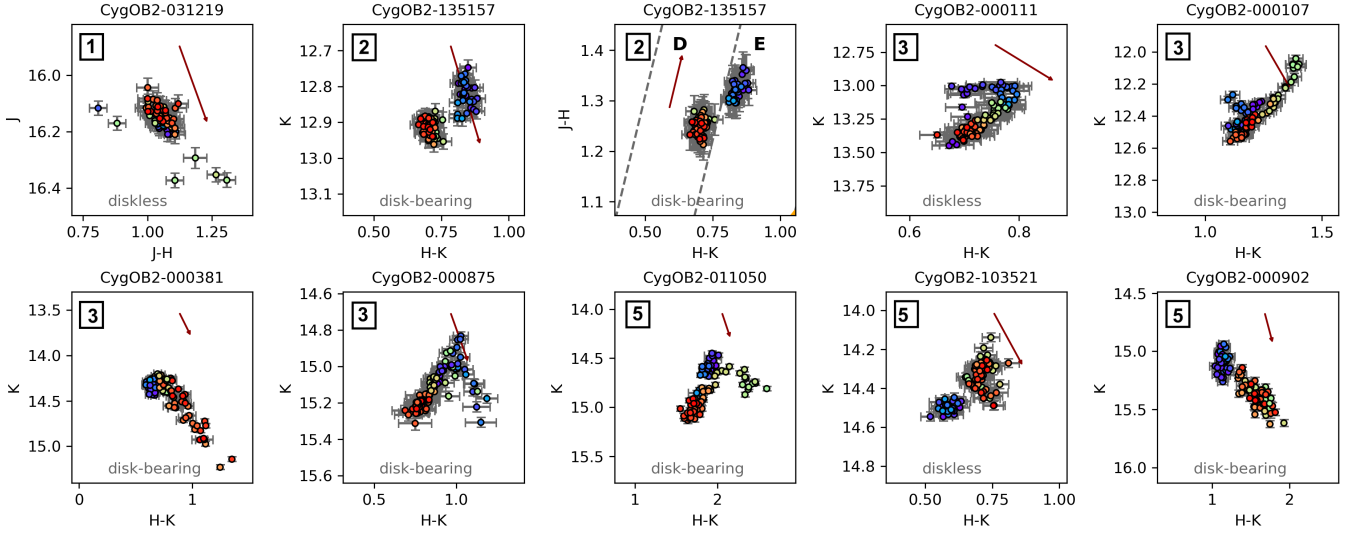 CygOB2-031219
1
16.0
16.2
16.4
J
diskless
0.75 1.00 1.25
J-H
CygOB2-135157
2
12.7
12.8
12.9
13.0
13.1
K
disk-bearing
0.50 0.75 1.00
H-K
CygOB2-135157
2 D E
1.4
1.3
1.2
1.1
J-H
disk-bearing
0.50 0.75 1.00
H-K
CygOB2-000111
3
12.75
13.00
13.25
13.50
13.75
K
diskless
0.6 0.8
H-K
CygOB2-000107
3
12.0
12.2
12.4
12.6
12.8
13.0
K
disk-bearing
1.0 1.5
H-K
CygOB2-000381
3
13.5
14.0
14.5
15.0
K
disk-bearing
0 1
H-K
CygOB2-000875
3
14.6
14.8
15.0
15.2
15.4
15.6
K
disk-bearing
0.5 1.0
H-K
CygOB2-011050
5
14.0
14.5
15.0
15.5
K
disk-bearing
1 2
H-K
CygOB2-103521
5
14.0
14.2
14.4
14.6
14.8
K
diskless
0.50 0.75 1.00
H-K
CygOB2-000902
5
14.5
15.0
15.5
16.0
K
disk-bearing
1 2
H-K